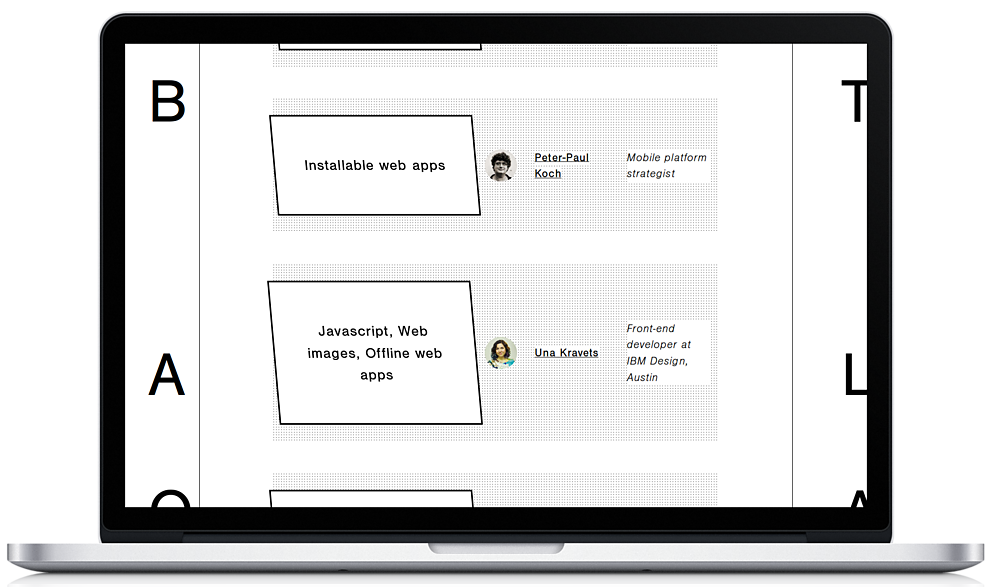 B
T
Installable web apps
Peter-Paul
Koch
Mobile platform
strategist
A
L
Javascript, Web
images, Offline web
apps
Una Kravets
Front-end
developer at
IBM Design,
Austin
A